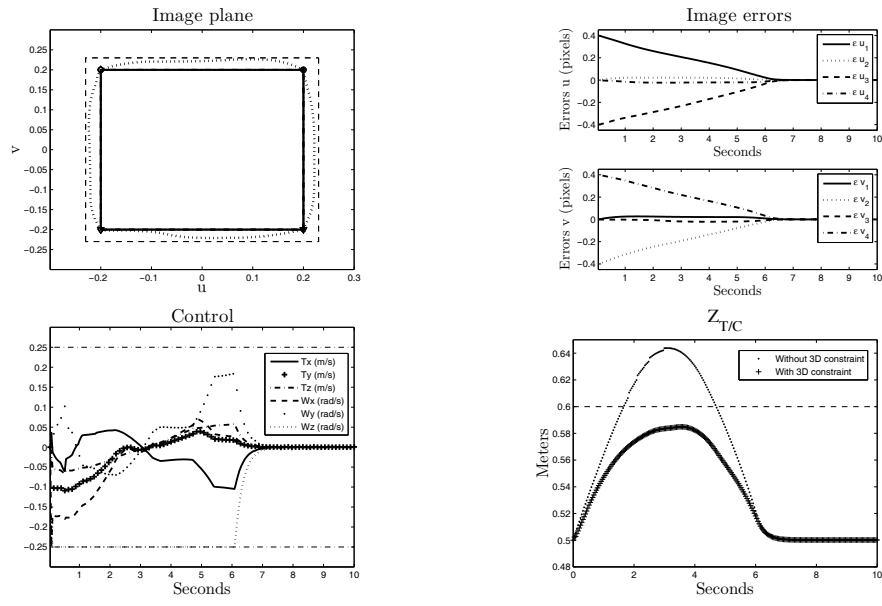 Image plane
0.25
0.2
0.15
0.1
0.05
0
−0.05
−0.1
−0.15
−0.2
−0.25
v
−0.2
−0.1
0
0.1
0.2
0.3
u
Image errors
0.4
0.2
0
−0.2
−0.4
Errors u (pixels)
1
2
3
4
5
6
7
8
9
10
Seconds
ε u1
ε u2
ε u3
ε u4
0.4
0.2
0
−0.2
−0.4
Errors v (pixels)
1
2
3
4
5
6
7
8
9
10
Seconds
ε v1
ε v2
ε v3
ε v4
Control
0.25
0.2
0.15
0.1
0.05
0
−0.05
−0.1
−0.15
−0.2
−0.25
1
2
3
4
5
6
7
8
9
10
Seconds
Tx (m/s)
Ty (m/s)
Tz (m/s)
Wx (rad/s)
Wy (rad/s)
Wz (rad/s)
Z T/C
0.64
0.62
0.6
0.58
0.56
0.54
0.52
0.5
0.48
Meters
0
2
4
6
8
10
Seconds
Without 3D constraint
With 3D constraint